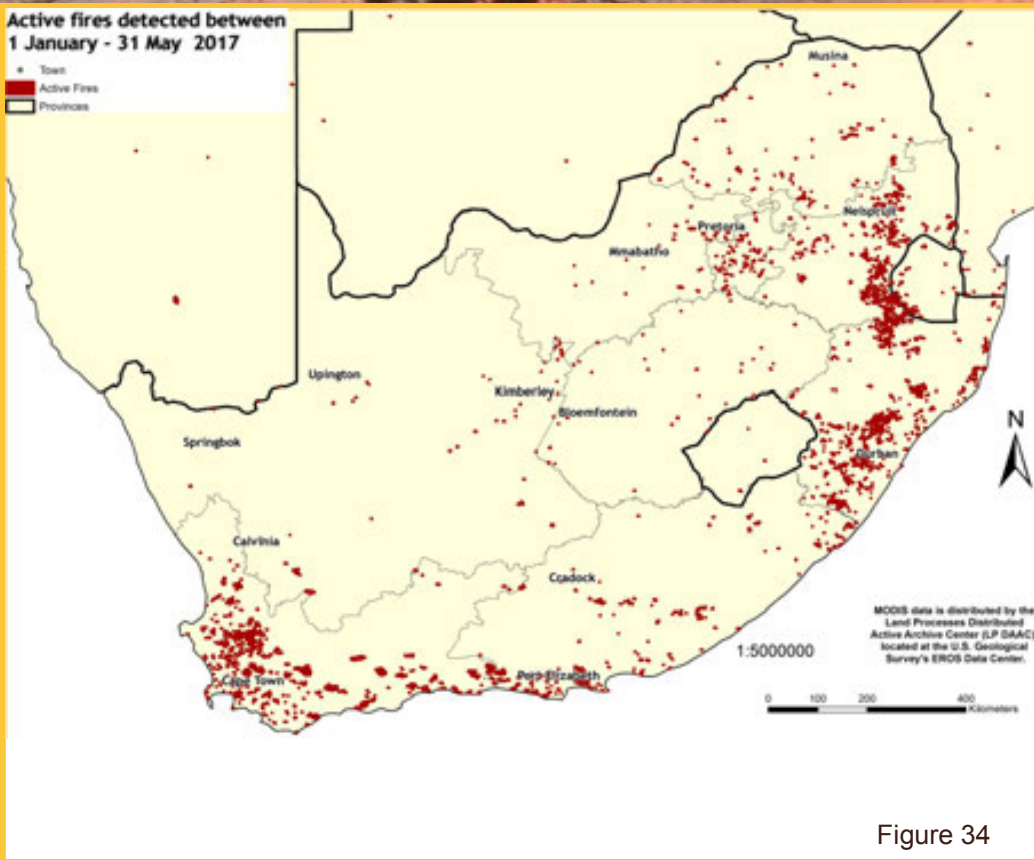 Active fires detected between
1 January - 31 May 2017
Town
Active Fires
Provinces
Musina
Nelspruit
Pretoria
Mmabatho
Upington
Kimberley
Bloemfontein
Springbok
Durban
N
Calvinia
Cradock
Cape Town
Port Elizabeth
MODIS data is distributed by the
Land Processes Distributed
Active Archive Center (LP DAAC)
located at the U.S. Geological
Survey's EROS Data Center.
1:5000000
0 100 200 400
Kilometers
Figure 34